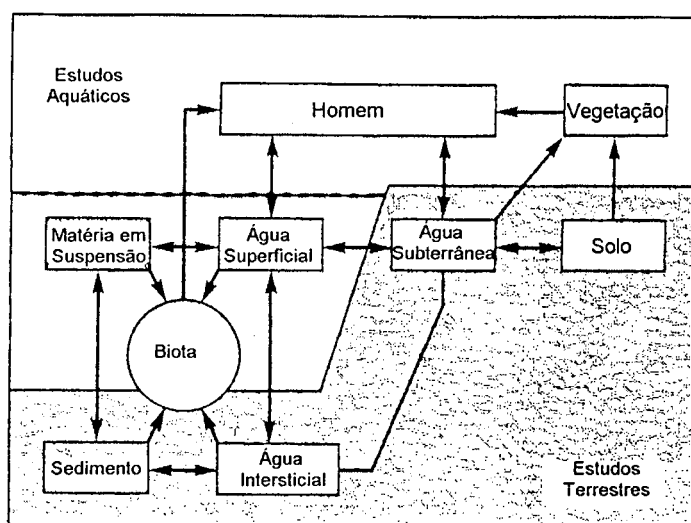 Estudos
Aquáticos
Homem
Vegetação
Matéria em
Suspensão
Água
Superficial
Água
Subterrânea
Solo
Biota
Sedimento
Água
Intersticial
Estudos
Terrestres